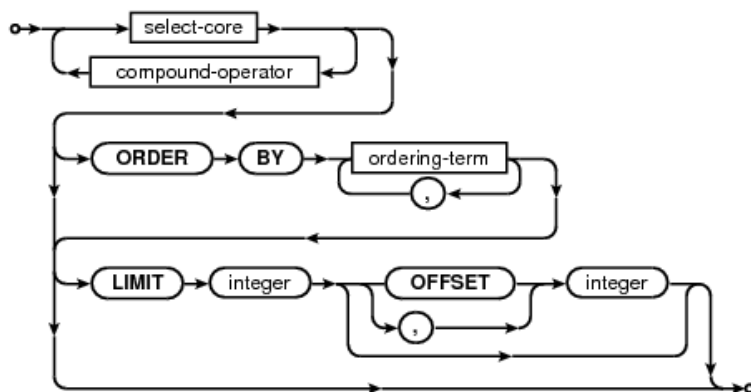 select-core
compound-operator
ORDER BY ordering-term
,
LIMIT integer OFFSET integer
,